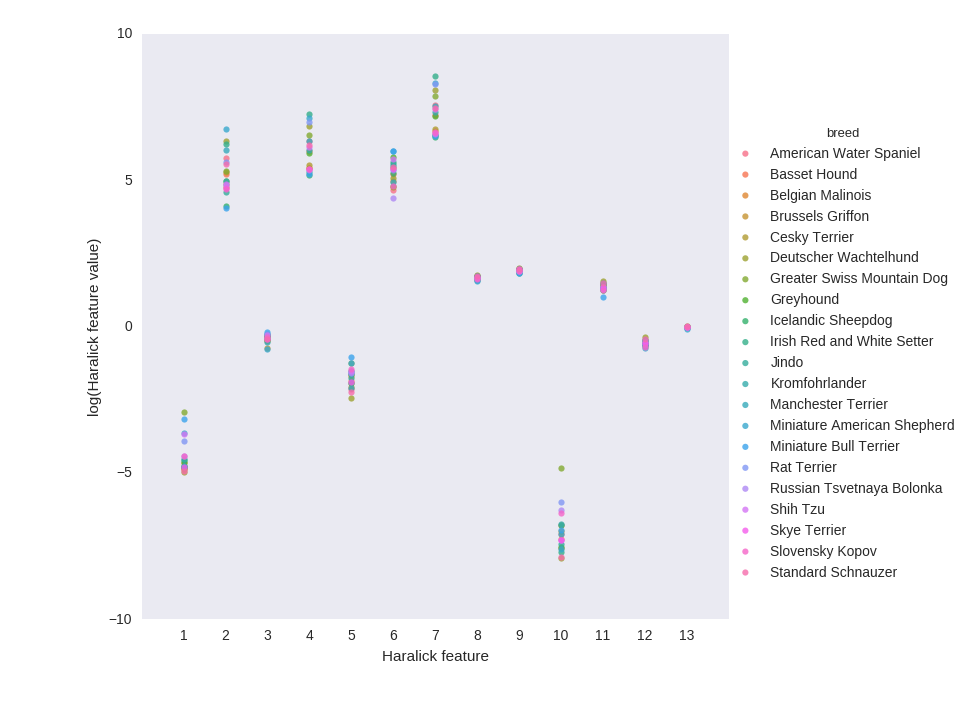 10
5
0
−5
−10
log(Haralick feature value)
1 2 3 4 5 6 7 8 9 10 11 12 13
Haralick feature
breed
American Water Spaniel
Basset Hound
Belgian Malinois
Brussels Griffon
Cesky Terrier
Deutscher Wachtelhund
Greater Swiss Mountain Dog
Greyhound
Icelandic Sheepdog
Irish Red and White Setter
Jindo
Kromfohrlander
Manchester Terrier
Miniature American Shepherd
Miniature Bull Terrier
Rat Terrier
Russian Tsvetnaya Bolonka
Shih Tzu
Skye Terrier
Slovensky Kopov
Standard Schnauzer